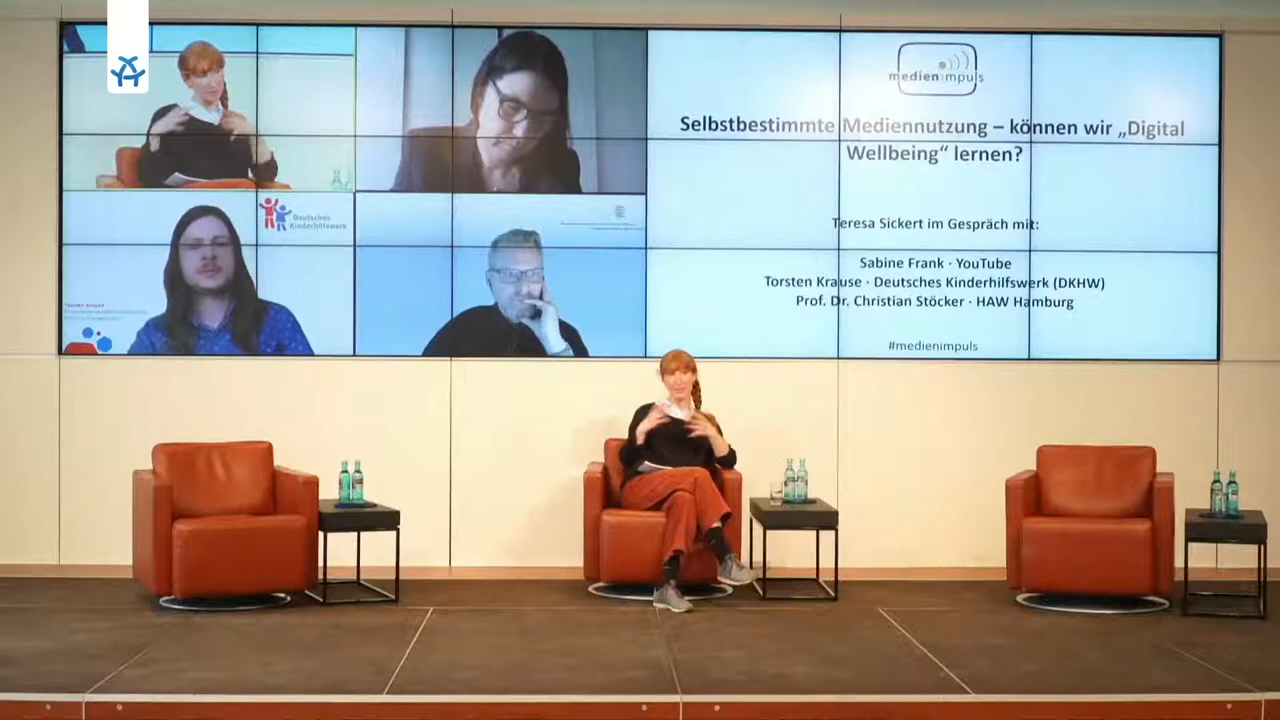 medienimpuls
Selbstbestimmte Mediennutzung – können wir „Digital
Wellbeing“ lernen?
Teresa Sickert im Gespräch mit:
Sabine Frank · YouTube
Torsten Krause · Deutsches Kinderhilfswerk (DKHW)
Prof. Dr. Christian Stöcker · HAW Hamburg
#medienimpuls
Deutsches
Kinderhilfswerk